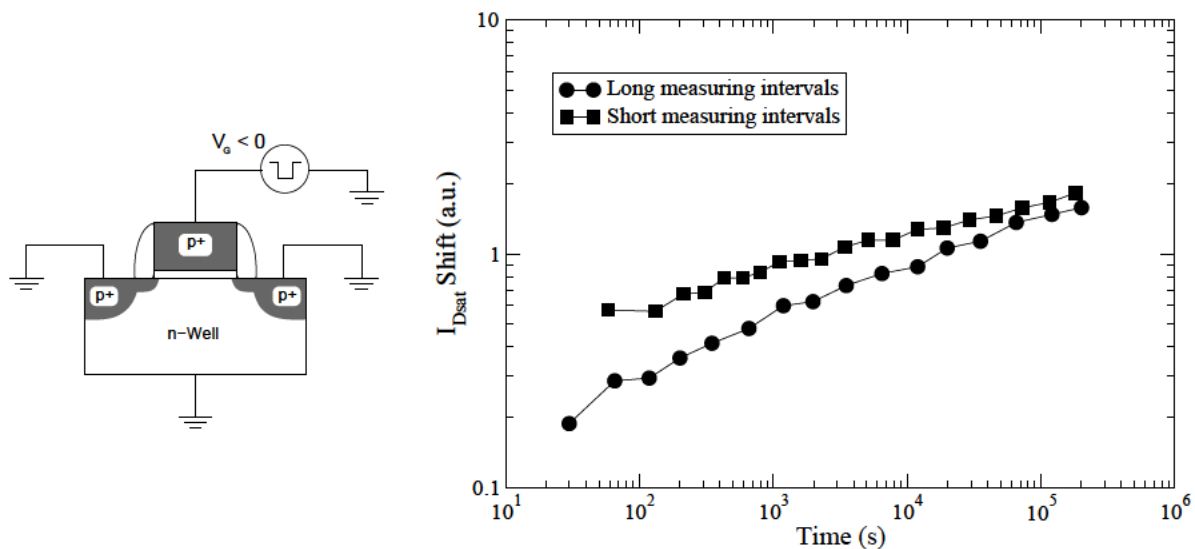 V_G < 0
p+
p+
p+
n-Well
10
1
0.1
I_Dsat Shift (a.u.)
Long measuring intervals
Short measuring intervals
10^1 10^2 10^3 10^4 10^5 10^6
Time (s)